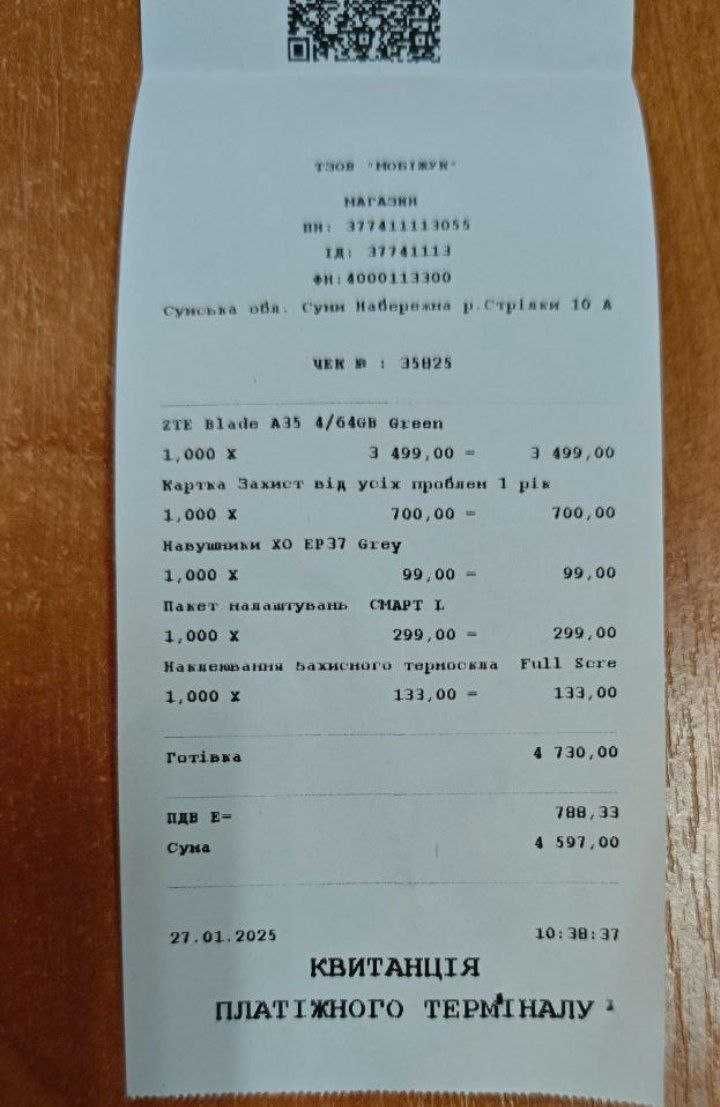 ТЗОВ "МОБІЖУК"
МАГАЗИН
ПН: 377411113055
ІД: 37741113
ФН:4000113300
Сумська обл. Суми Набережна р.Стрілки 10 А
ЧЕК № : 35825
ZTE Blade A35 4/64GB Green
1,000 X 3 499,00 = 3 499,00
Картка Захист від усіх проблем 1 рік
1,000 X 700,00 = 700,00
Навушники XO EP37 Grey
1,000 X 99,00 = 99,00
Пакет налаштувань СМАРТ L
1,000 X 299,00 = 299,00
Наклеювання Захисного термоскла Full Scre
1,000 X 133,00 = 133,00
Готівка 4 730,00
ПДВ Е= 788,33
Сума 4 597,00
27.01.2025 10:38:37
КВИТАНЦІЯ
ПЛАТІЖНОГО ТЕРМІНАЛУ